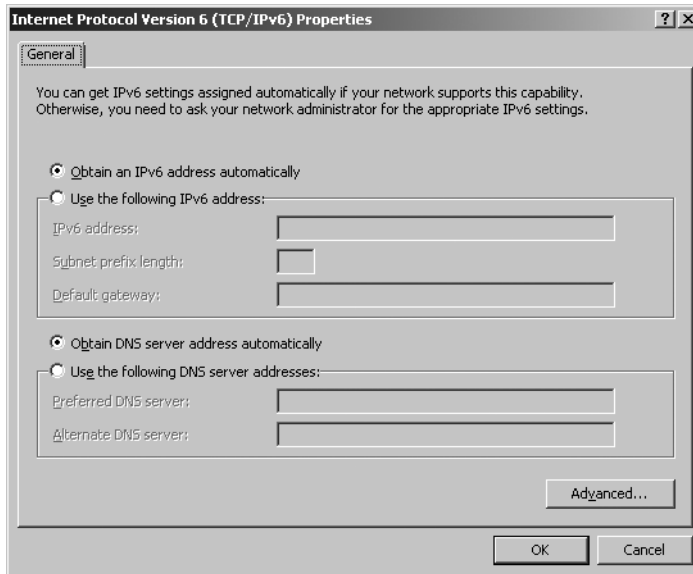 Internet Protocol Version 6 (TCP/IPv6) Properties
General
You can get IPv6 settings assigned automatically if your network supports this capability.
Otherwise, you need to ask your network administrator for the appropriate IPv6 settings.
Obtain an IPv6 address automatically
Use the following IPv6 address:
IPv6 address:
Subnet prefix length:
Default gateway:
Obtain DNS server address automatically
Use the following DNS server addresses:
Preferred DNS server:
Alternate DNS server:
Advanced...
OK Cancel